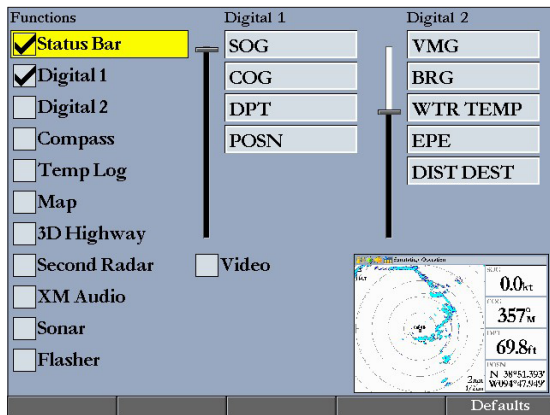 Functions
Status Bar
Digital 1
Digital 2
Compass
Temp Log
Map
3D Highway
Second Radar
XM Audio
Sonar
Flasher
Digital 1
SOG
COG
DPT
POSN
Video
Digital 2
VMG
BRG
WTR TEMP
EPE
DIST DEST
Simulating Operation
SOG
0.0kt
COG
357°M
DPT
69.8ft
POSN
N 38°51.393'
W094°47.949'
Defaults